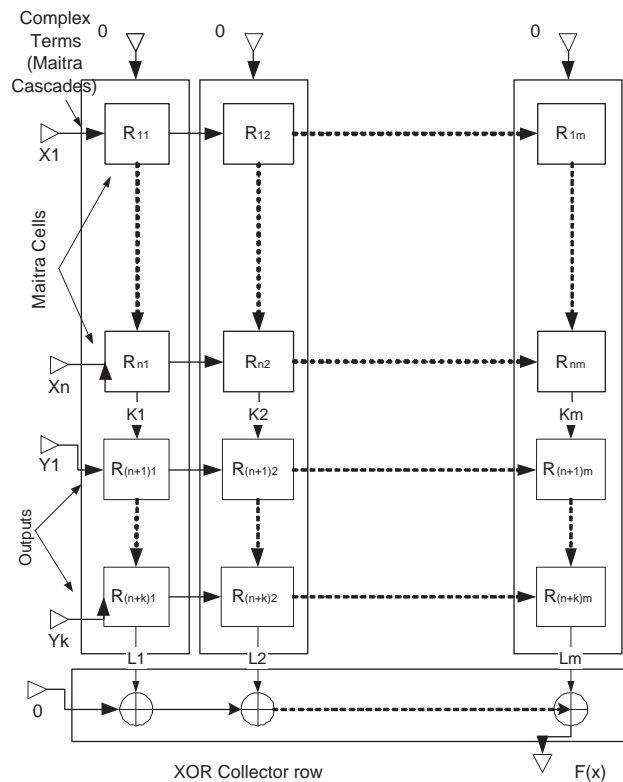 Complex
Terms
(Maitra
Cascades)
0
0
0
X1
R11
R12
R1m
Maitra Cells
Xn
Rn1
Rn2
Rnm
K1
K2
Km
Y1
R(n+1)1
R(n+1)2
R(n+1)m
Outputs
Yk
R(n+k)1
R(n+k)2
R(n+k)m
L1
L2
Lm
0
XOR Collector row
F(x)